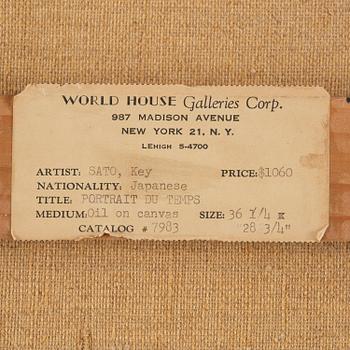 WORLD HOUSE Galleries Corp.
987 MADISON AVENUE
NEW YORK 21, N. Y.
LEHIGH 5-4700
ARTIST: SATO, Key PRICE: $1060
NATIONALITY: Japanese
TITLE: PORTRAIT DU TEMPS
MEDIUM: Oil on canvas SIZE: 36 1/4 x
CATALOG # 7983 "28 3/4"